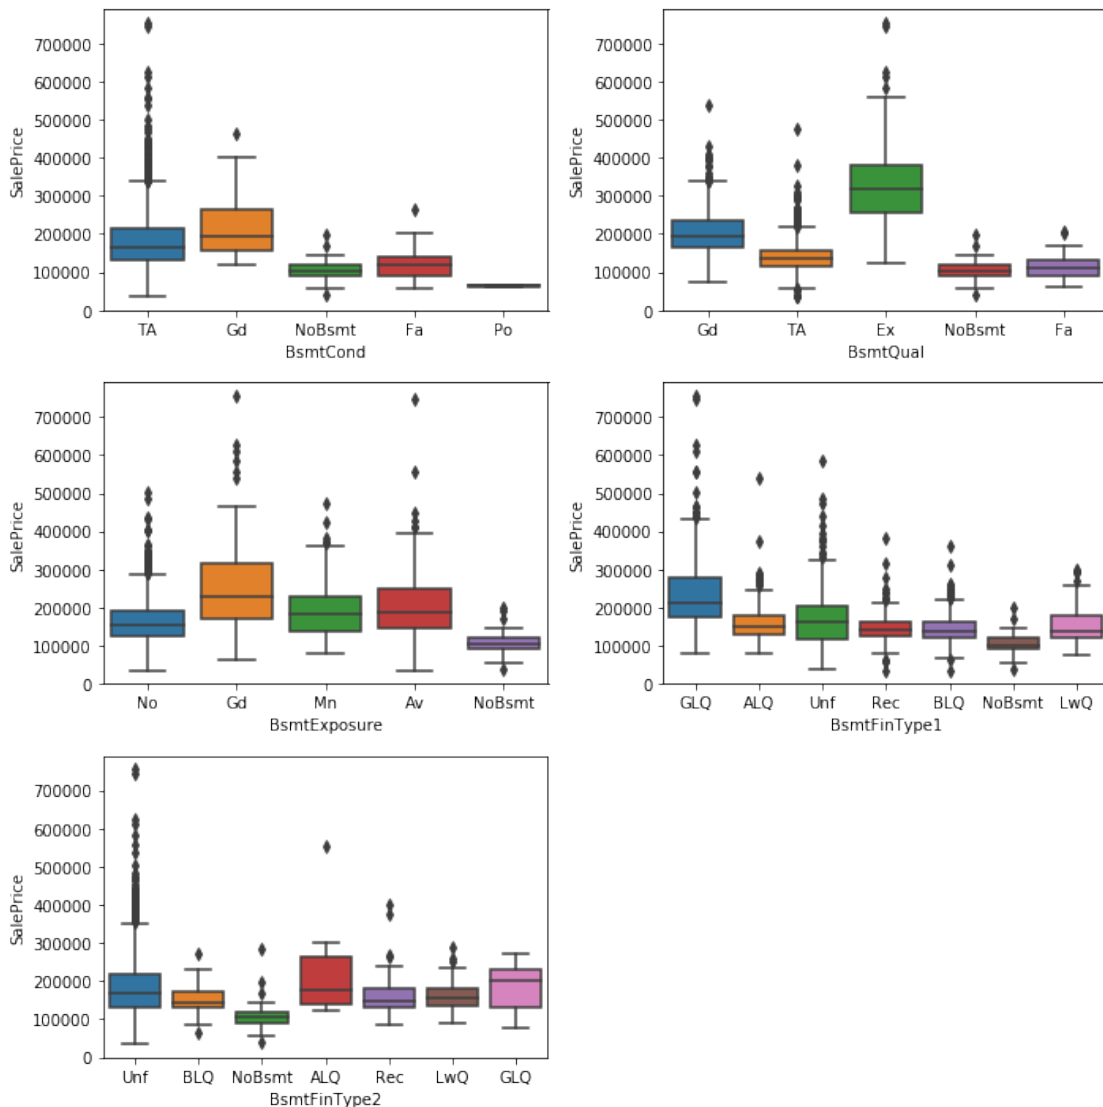 700000
600000
500000
400000
300000
200000
100000
0
SalePrice
TA Gd NoBsmt Fa Po
BsmtCond
700000
600000
500000
400000
300000
200000
100000
0
SalePrice
Gd TA Ex NoBsmt Fa
BsmtQual
700000
600000
500000
400000
300000
200000
100000
0
SalePrice
No Gd Mn Av NoBsmt
BsmtExposure
700000
600000
500000
400000
300000
200000
100000
0
SalePrice
GLQ ALQ Unf Rec BLQ NoBsmt LwQ
BsmtFinType1
700000
600000
500000
400000
300000
200000
100000
0
SalePrice
Unf BLQ NoBsmt ALQ Rec LwQ GLQ
BsmtFinType2